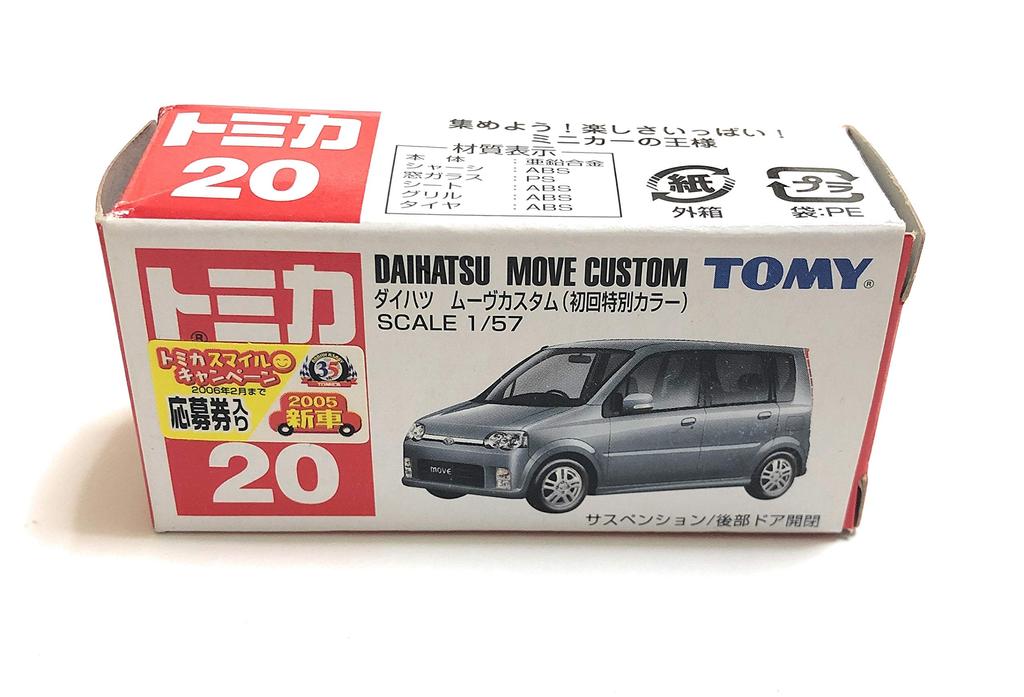 トミカ
20
集めよう！楽しさいっぱい！
ミニカーの王様
材質表示
本　体 : 亜鉛合金
シャーシ : ABS
窓ガラス : PS
シート : ABS
グリル : ABS
タイヤ : ABS
紙
外箱
プラ
袋:PE
トミカ®
DAIHATSU MOVE CUSTOM
TOMY®
ダイハツ ムーヴカスタム(初回特別カラー)
SCALE 1/57
トミカスマイル
キャンペーン
2006年2月まで
応募券入り
35
TOMICA
2005
新車
20
MOVE
サスペンション/後部ドア開閉